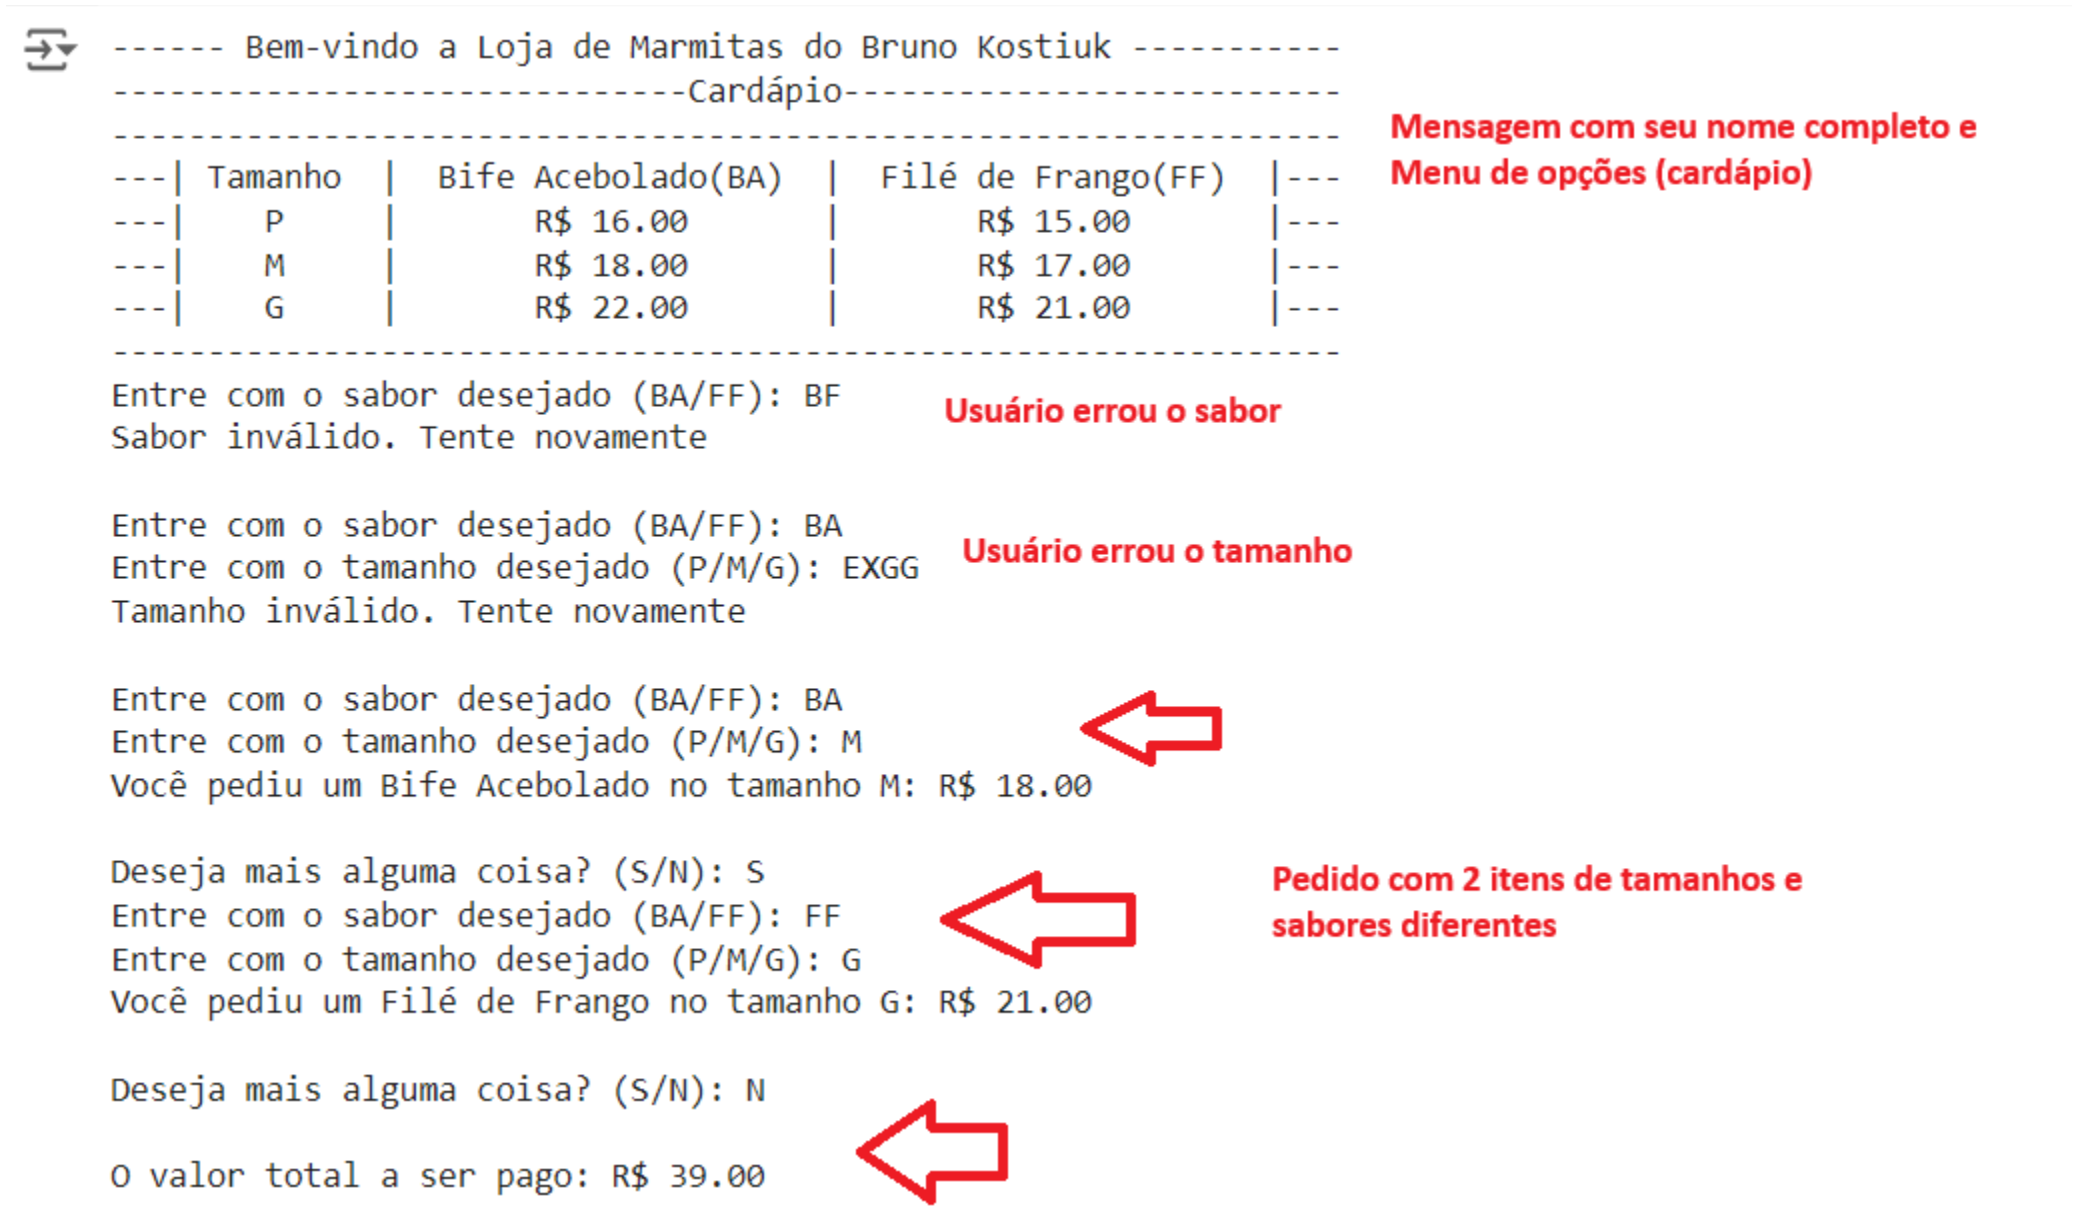 ------ Bem-vindo a Loja de Marmitas do Bruno Kostiuk -----------
------------------------------Cardápio--------------------------
----------------------------------------------------------------
---| Tamanho  |  Bife Acebolado(BA)  |  Filé de Frango(FF)  |---
---|    P     |       R$ 16.00       |       R$ 15.00       |---
---|    M     |       R$ 18.00       |       R$ 17.00       |---
---|    G     |       R$ 22.00       |       R$ 21.00       |---
----------------------------------------------------------------
Mensagem com seu nome completo e
Menu de opções (cardápio)
Entre com o sabor desejado (BA/FF): BF
Sabor inválido. Tente novamente
Usuário errou o sabor
Entre com o sabor desejado (BA/FF): BA
Entre com o tamanho desejado (P/M/G): EXGG
Tamanho inválido. Tente novamente
Usuário errou o tamanho
Entre com o sabor desejado (BA/FF): BA
Entre com o tamanho desejado (P/M/G): M
Você pediu um Bife Acebolado no tamanho M: R$ 18.00
Deseja mais alguma coisa? (S/N): S
Entre com o sabor desejado (BA/FF): FF
Entre com o tamanho desejado (P/M/G): G
Você pediu um Filé de Frango no tamanho G: R$ 21.00
Pedido com 2 itens de tamanhos e
sabores diferentes
Deseja mais alguma coisa? (S/N): N
O valor total a ser pago: R$ 39.00